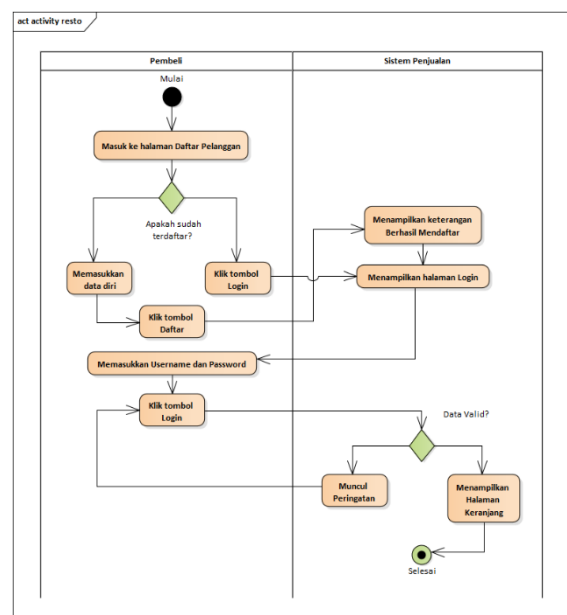 act activity resto
Pembeli
Sistem Penjualan
Mulai
Masuk ke halaman Daftar Pelanggan
Apakah sudah
terdaftar?
Menampilkan keterangan
Berhasil Mendaftar
Memasukkan
data diri
Klik tombol
Login
Menampilkan halaman Login
Klik tombol
Daftar
Memasukkan Username dan Password
Klik tombol
Login
Data Valid?
Muncul
Peringatan
Menampilkan
Halaman
Keranjang
Selesai